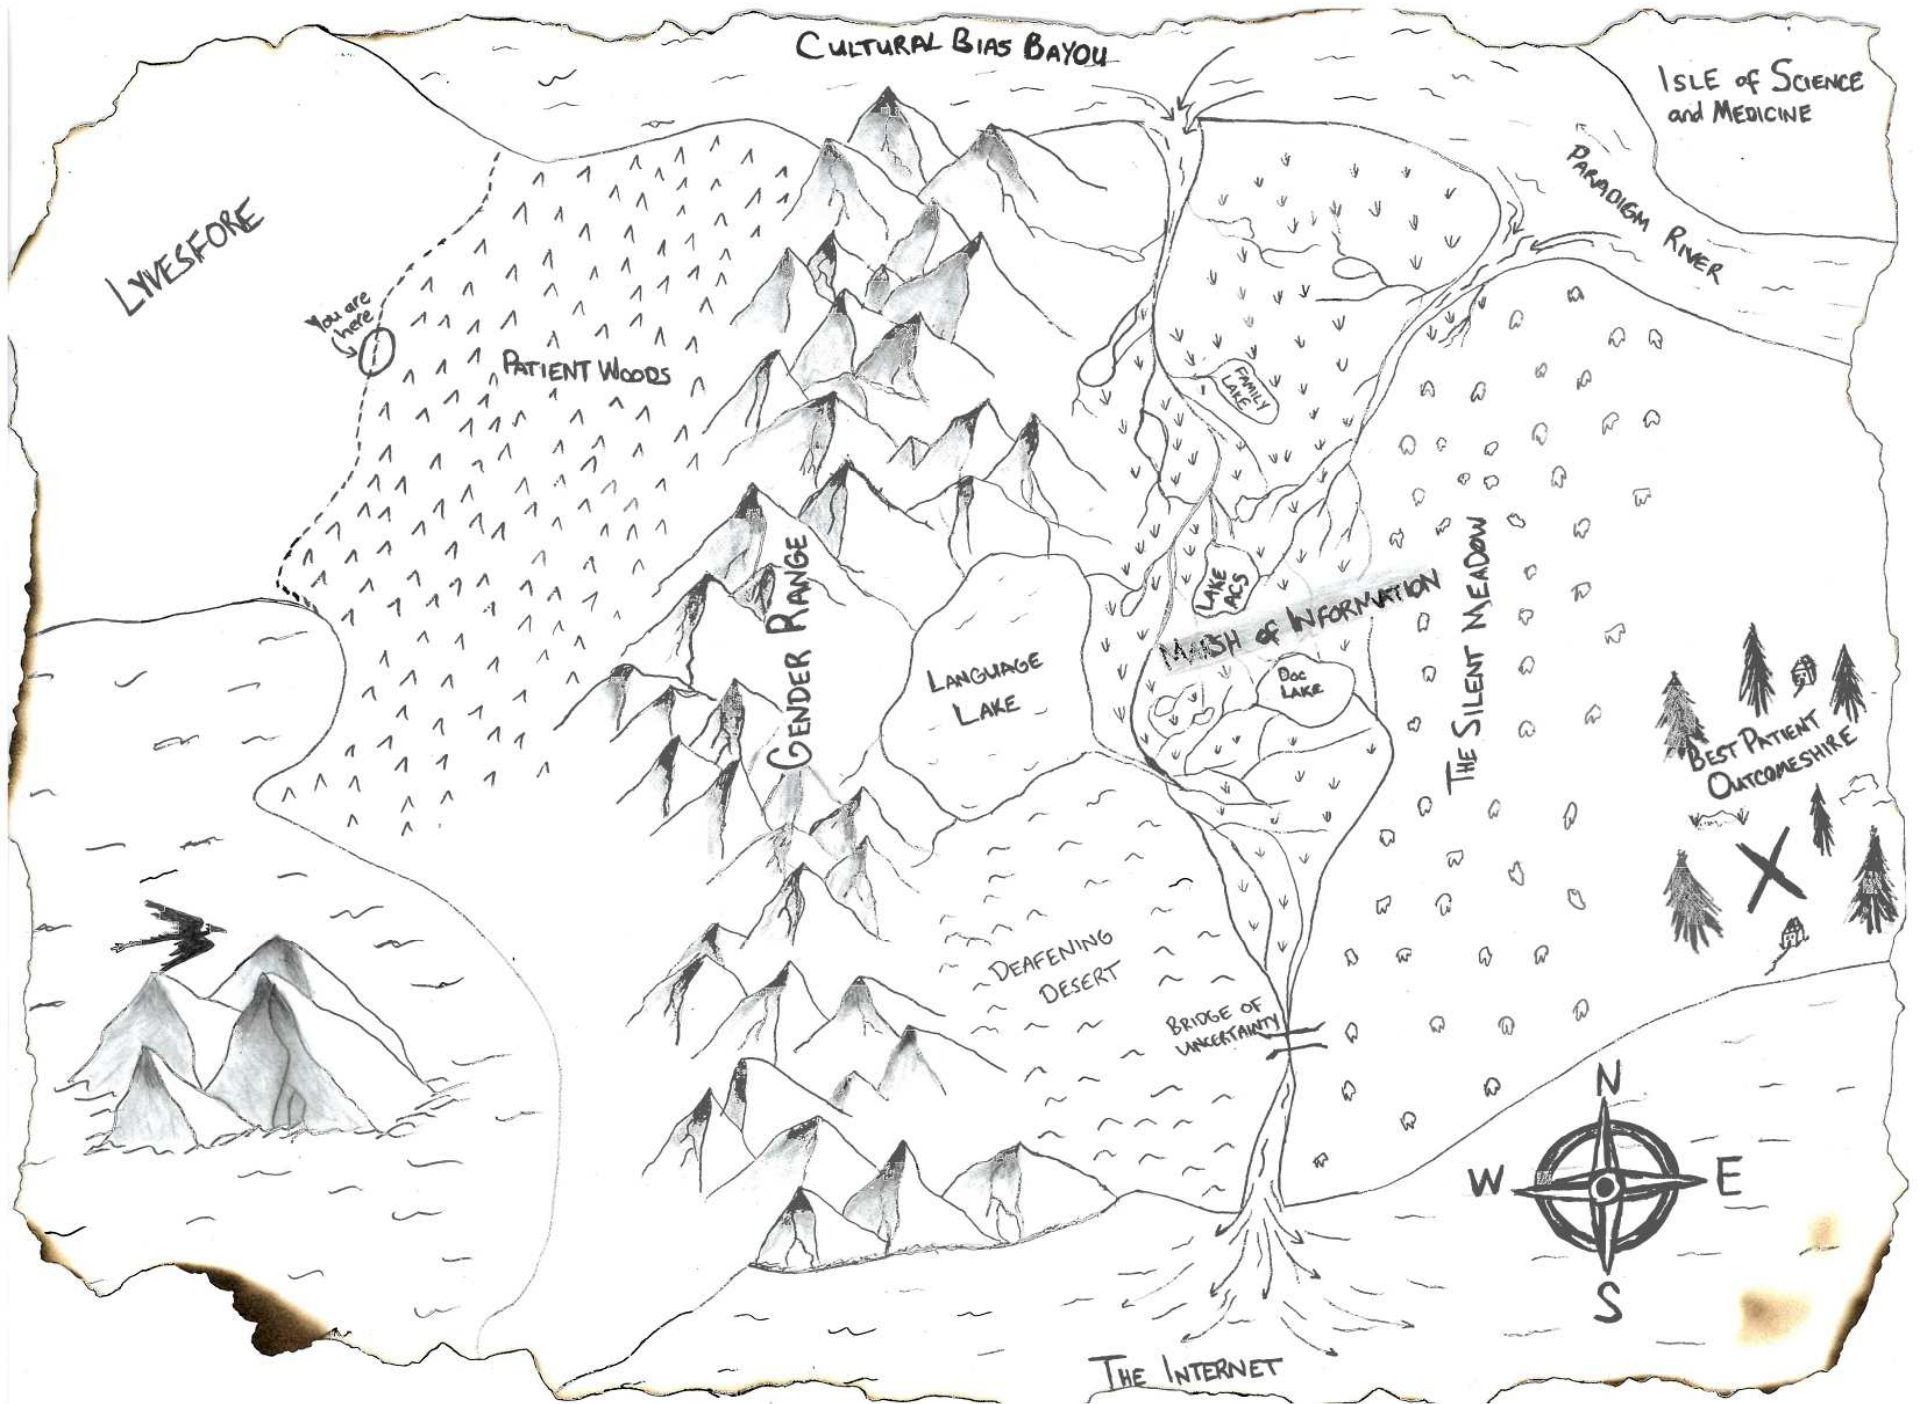 CULTURAL BIAS BAYOU
ISLE of SCIENCE
and MEDICINE
PARADIGM RIVER
LYVESFORE
You are
here
PATIENT WOODS
FAMILY
LAKE
GENDER RANGE
LAKE
ACS
MARSH of INFORMATION
THE SILENT MEADOW
LANGUAGE
LAKE
DOC
LAKE
BEST PATIENT
OUTCOMESHIRE
DEAFENING
DESERT
BRIDGE OF
UNCERTAINTY
N
W
E
S
THE INTERNET